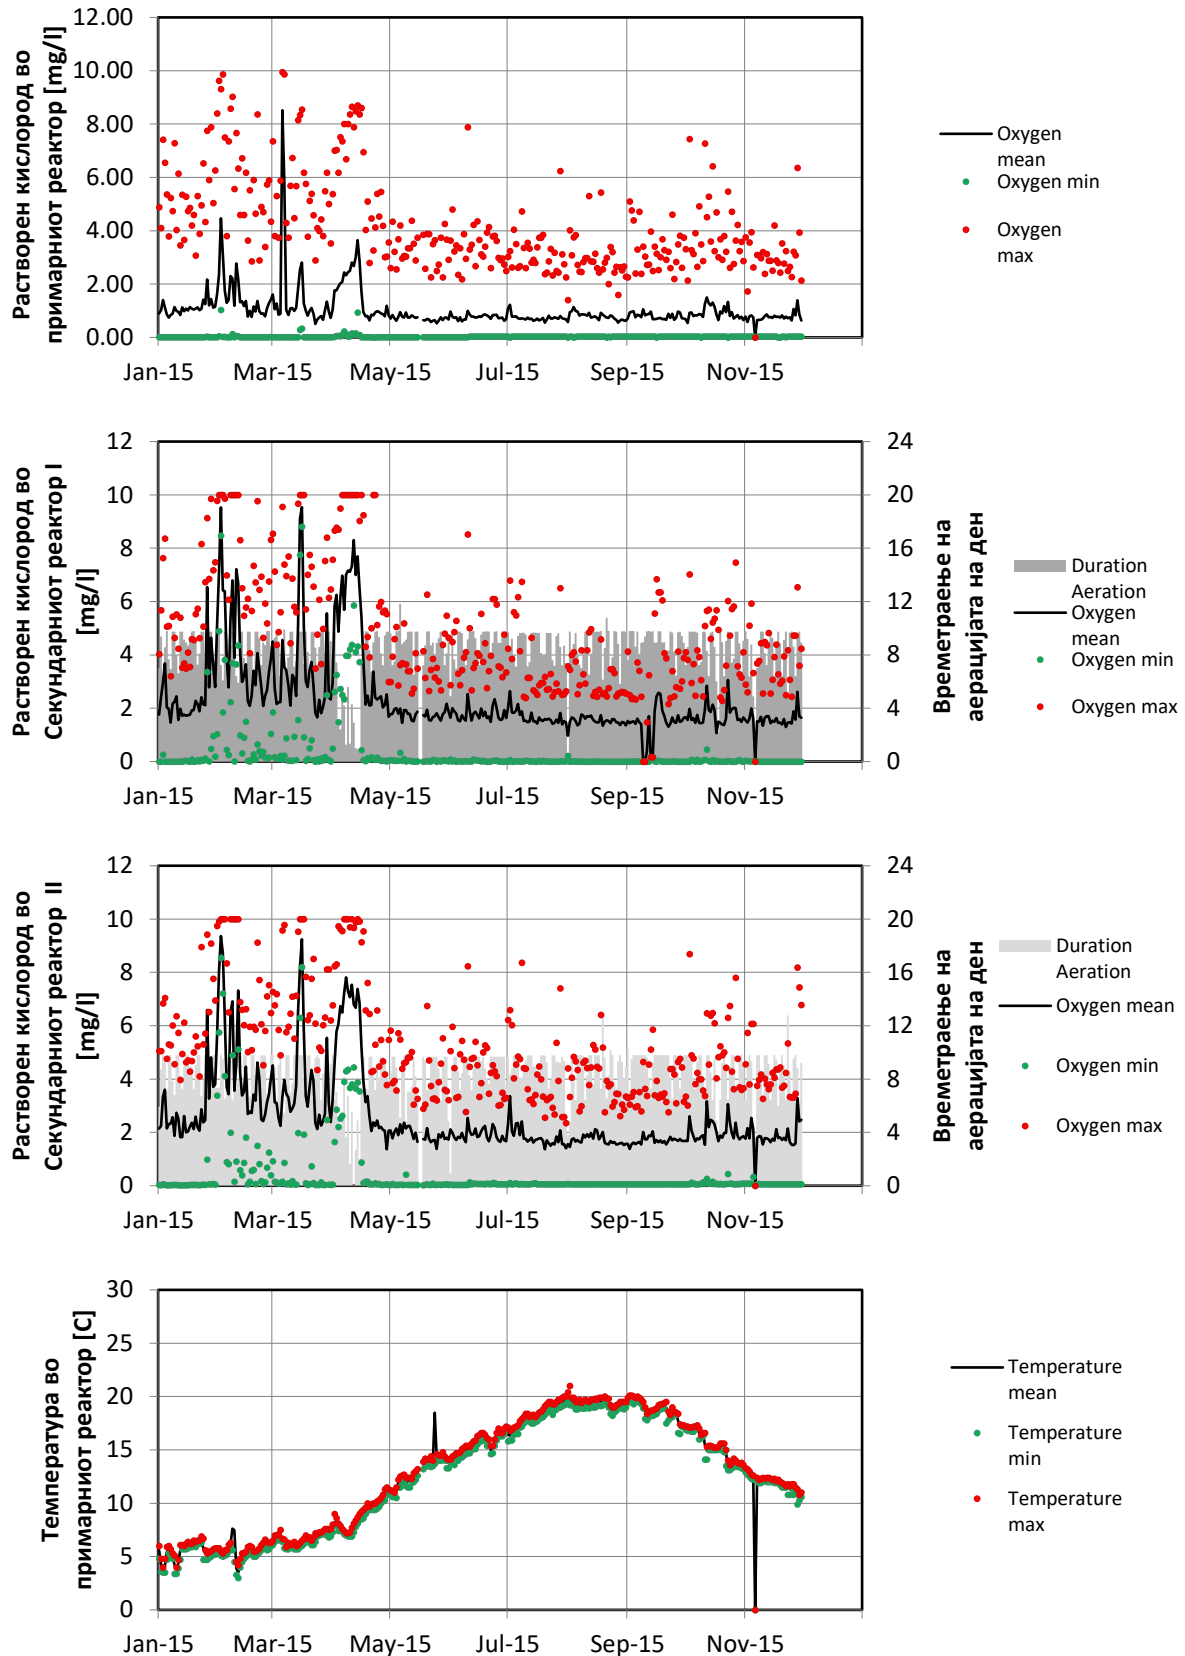 Растворен кислород во
примарниот реактор [mg/l]
12.00
10.00
8.00
6.00
4.00
2.00
0.00
Jan-15
Mar-15
May-15
Jul-15
Sep-15
Nov-15
Oxygen
mean
Oxygen min
Oxygen
max
Растворен кислород во
Секундарниот реактор I
[mg/l]
12
10
8
6
4
2
0
Jan-15
Mar-15
May-15
Jul-15
Sep-15
Nov-15
24
20
16
12
8
4
0
Времетраење на
аерацијата на ден
Duration
Aeration
Oxygen
mean
Oxygen min
Oxygen max
Растворен кислород во
Секундарниот реактор II
[mg/l]
12
10
8
6
4
2
0
Jan-15
Mar-15
May-15
Jul-15
Sep-15
Nov-15
24
20
16
12
8
4
0
Времетраење на
аерацијата на ден
Duration
Aeration
Oxygen mean
Oxygen min
Oxygen max
Температура во
примарниот реактор [C]
30
25
20
15
10
5
0
Jan-15
Mar-15
May-15
Jul-15
Sep-15
Nov-15
Temperature
mean
Temperature
min
Temperature
max